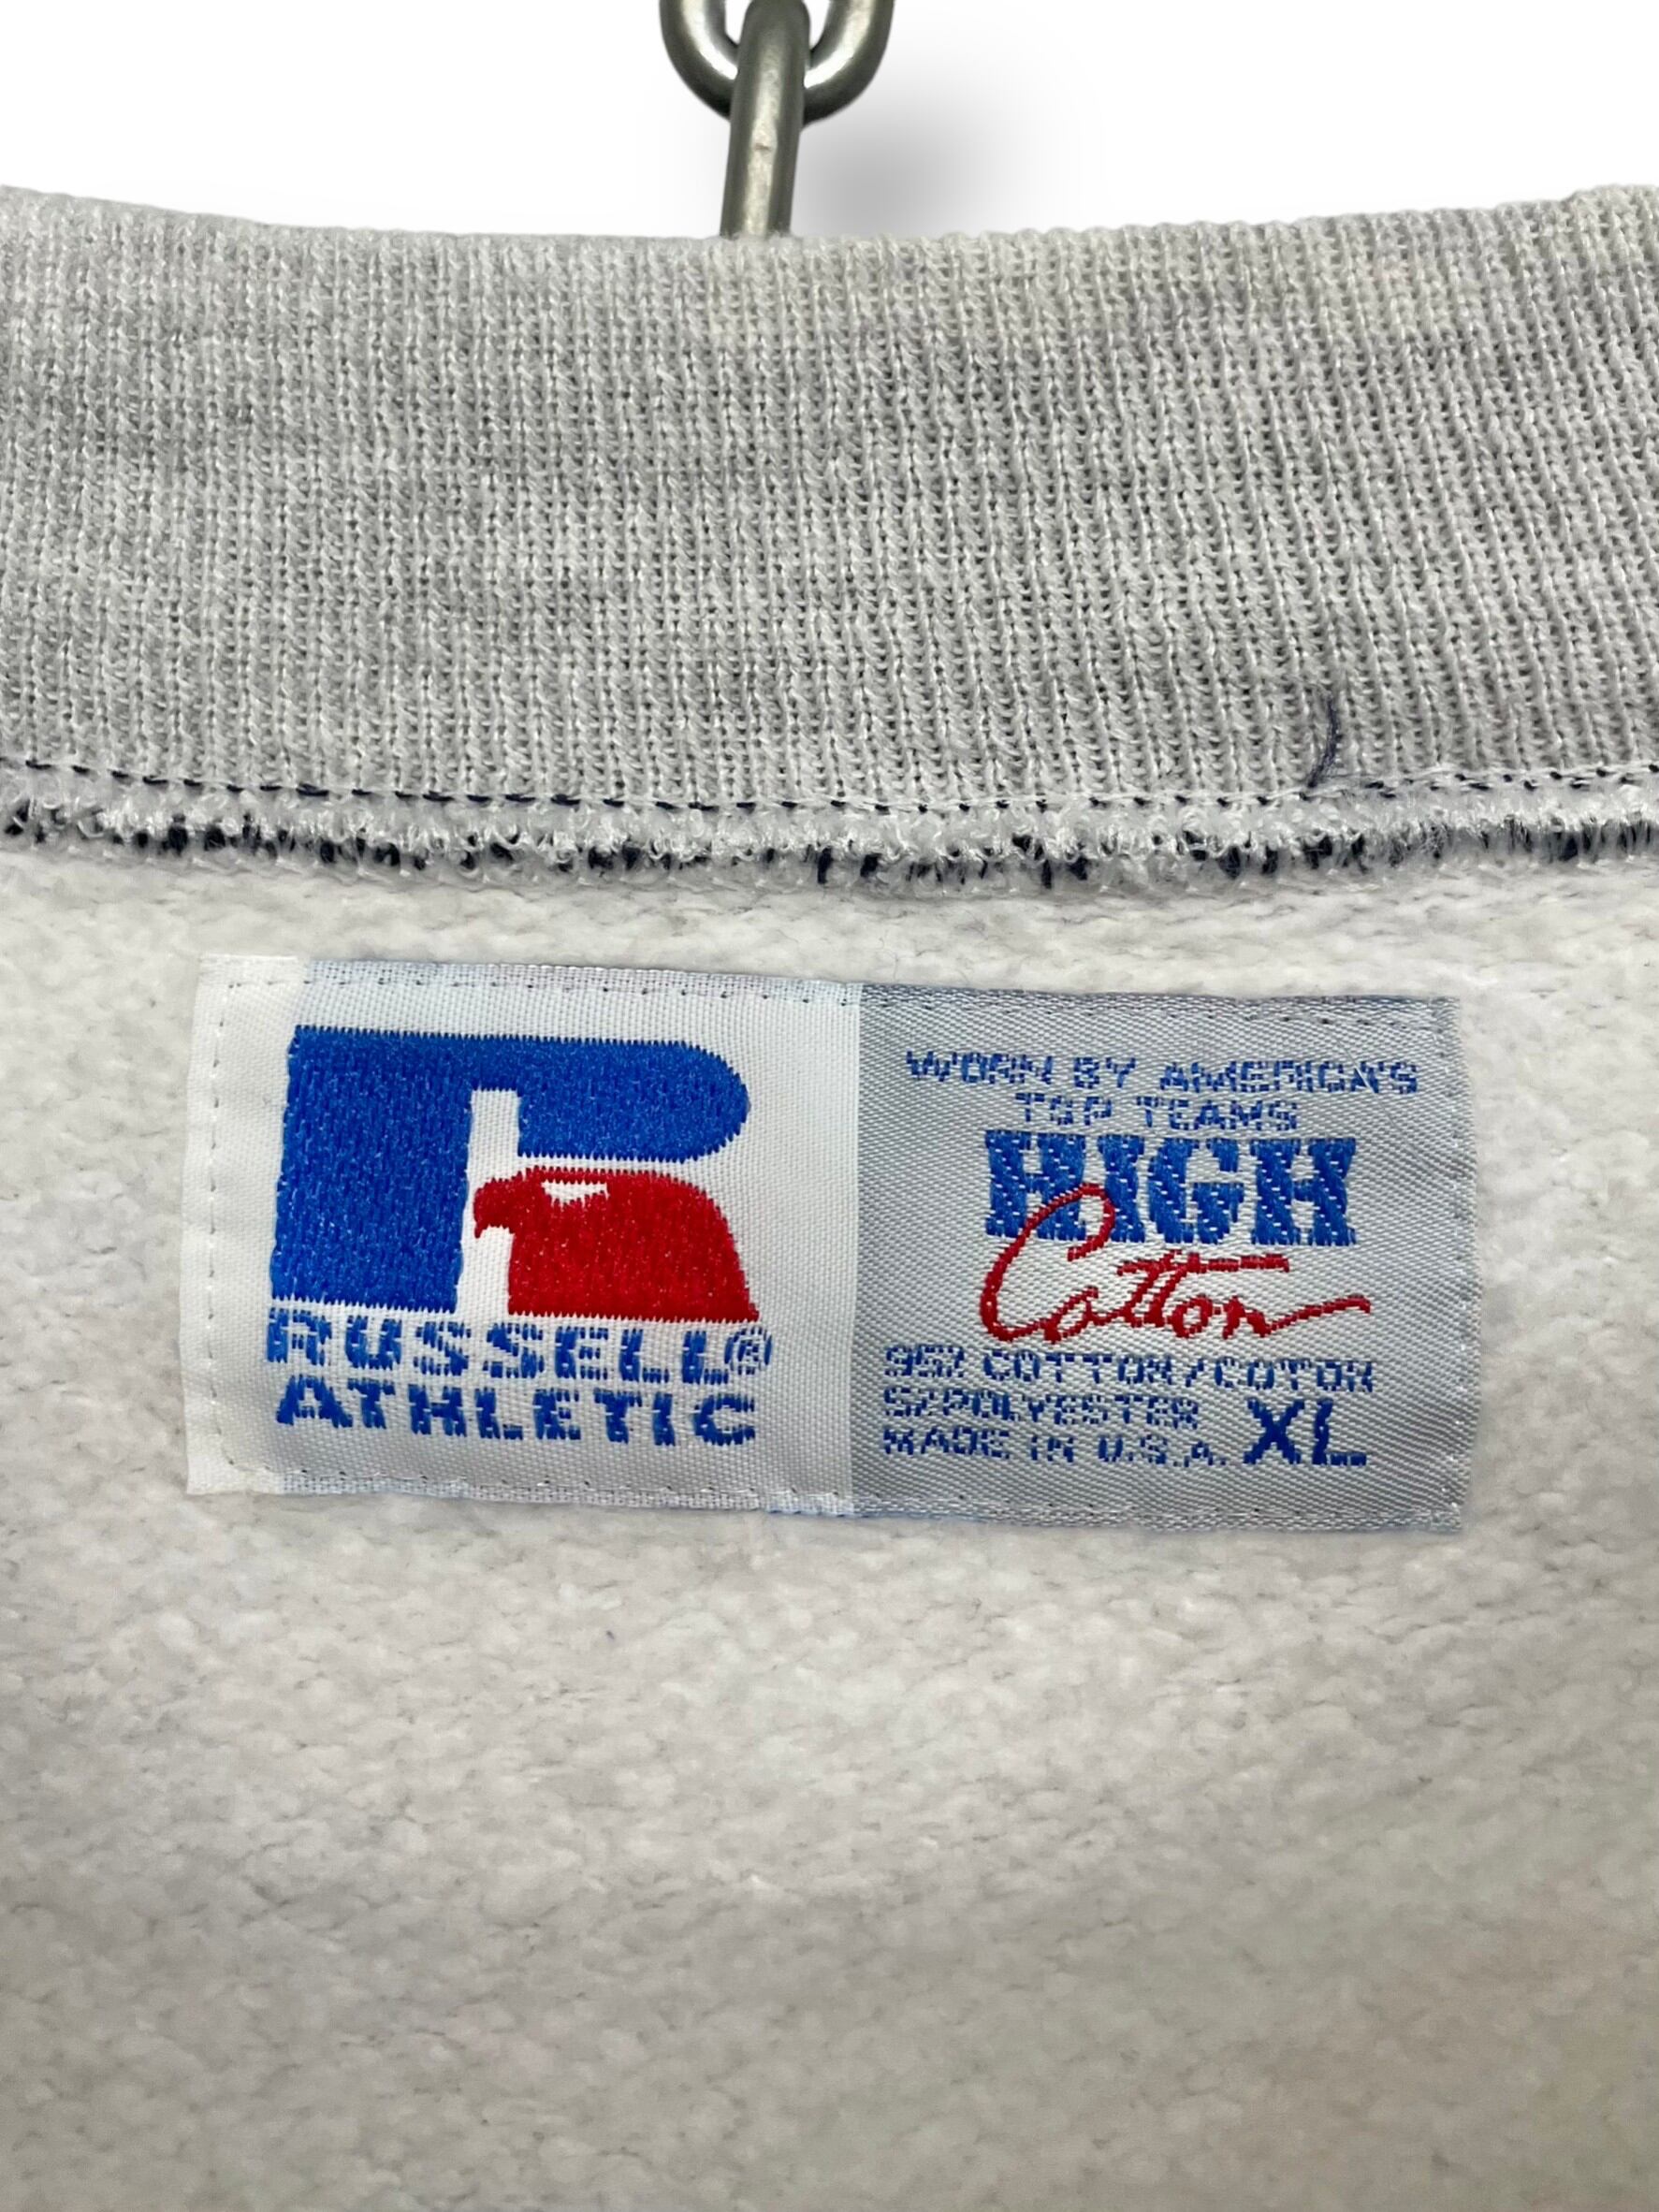 RUSSELL®
ATHLETIC
WORN BY AMERICA'S
TOP TEAMS
HIGH
Cotton
95% COTTON/COTON
5% POLYESTER
MADE IN U.S.A. XL